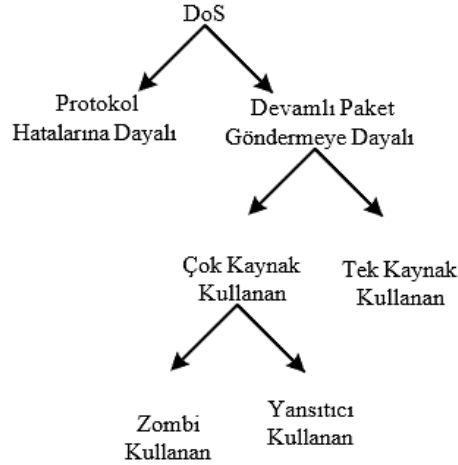 DoS
Protokol
Hatalarına Dayalı
Devamlı Paket
Göndermeye Dayalı
Çok Kaynak
Kullanan
Tek Kaynak
Kullanan
Zombi
Kullanan
Yansıtıcı
Kullanan